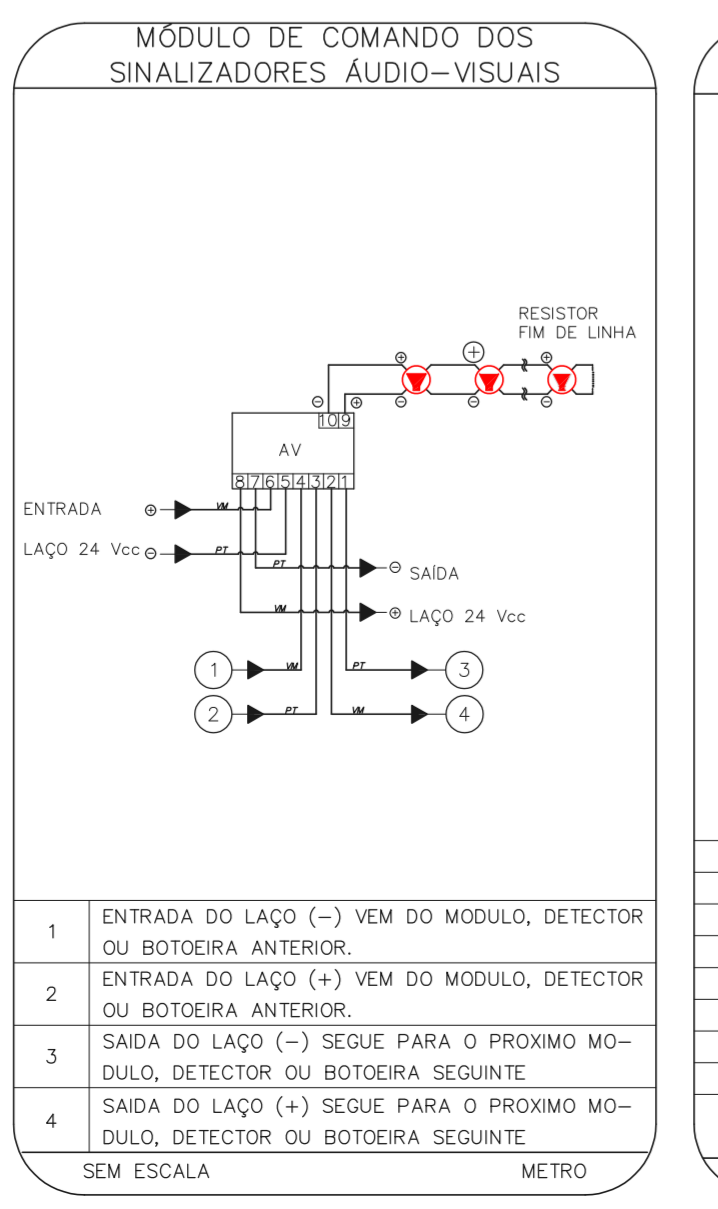 MÓDULO DE COMANDO DOS
SINALIZADORES ÁUDIO–VISUAIS
RESISTOR
FIM DE LINHA
+ + +
– + – – –
10 9
AV
8 7 6 5 4 3 2 1
ENTRADA + VM
LAÇO 24 Vcc – PT
PT – SAÍDA
VM + LAÇO 24 Vcc
1 VM PT 3
2 PT VM 4
1 ENTRADA DO LAÇO (–) VEM DO MODULO, DETECTOR
OU BOTOEIRA ANTERIOR.
2 ENTRADA DO LAÇO (+) VEM DO MODULO, DETECTOR
OU BOTOEIRA ANTERIOR.
3 SAIDA DO LAÇO (–) SEGUE PARA O PROXIMO MO–
DULO, DETECTOR OU BOTOEIRA SEGUINTE
4 SAIDA DO LAÇO (+) SEGUE PARA O PROXIMO MO–
DULO, DETECTOR OU BOTOEIRA SEGUINTE
SEM ESCALA METRO